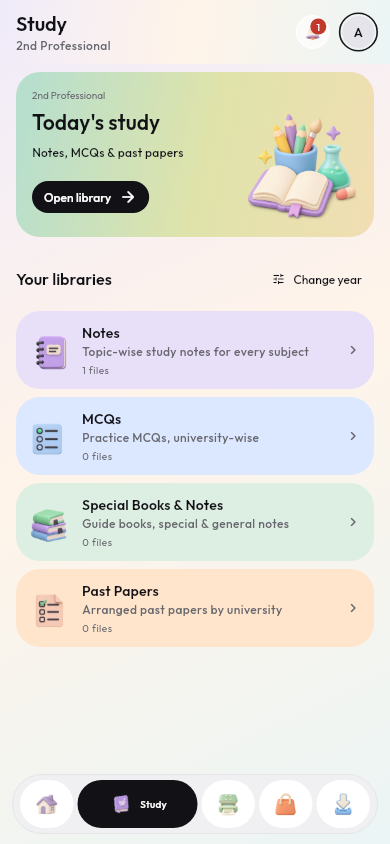 Study
2nd Professional
1
A
2nd Professional
Today's study
Notes, MCQs & past papers
Open library
Your libraries
Change year
Notes
Topic-wise study notes for every subject
1 files
MCQs
Practice MCQs, university-wise
0 files
Special Books & Notes
Guide books, special & general notes
0 files
Past Papers
Arranged past papers by university
0 files
Study